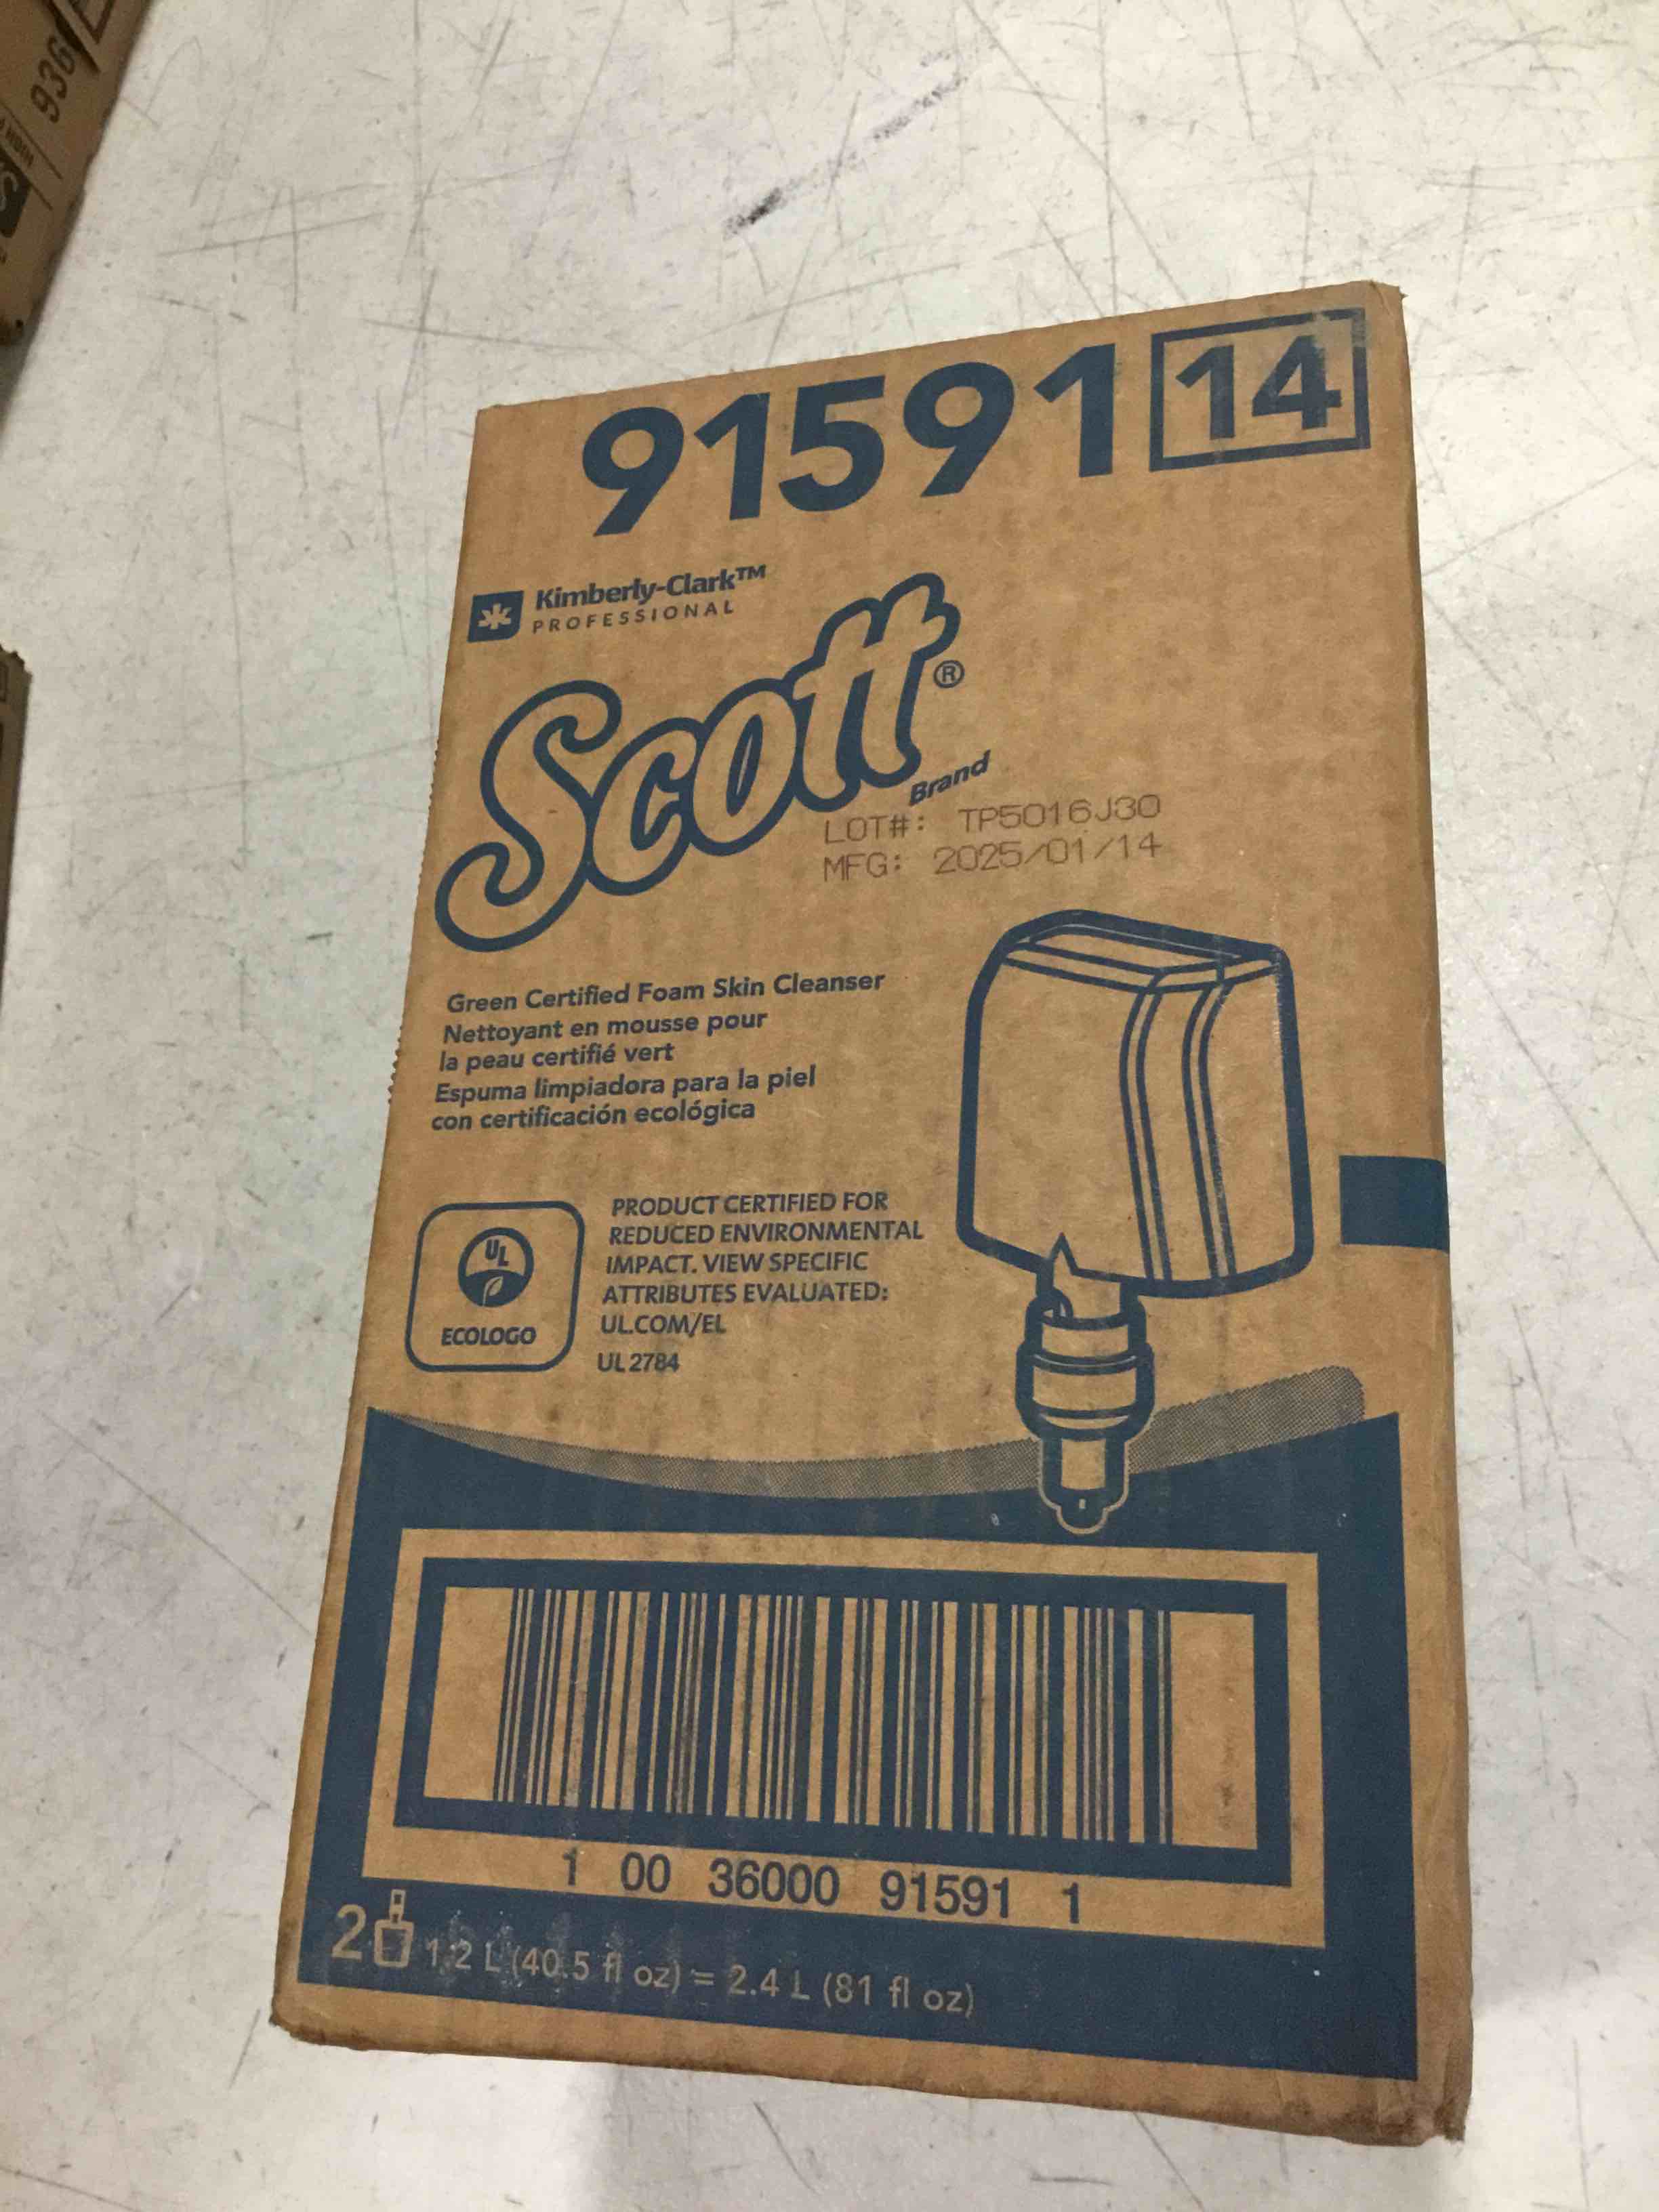 936
91591 14
Kimberly-Clark™
PROFESSIONAL
Scott®
Brand
LOT#: TP5016J30
MFG: 2025/01/14
Green Certified Foam Skin Cleanser
Nettoyant en mousse pour
la peau certifié vert
Espuma limpiadora para la piel
con certificación ecológica
UL
ECOLOGO
PRODUCT CERTIFIED FOR
REDUCED ENVIRONMENTAL
IMPACT. VIEW SPECIFIC
ATTRIBUTES EVALUATED:
UL.COM/EL
UL 2784
1 00 36000 91591 1
2 1.2 L (40.5 fl oz) = 2.4 L (81 fl oz)